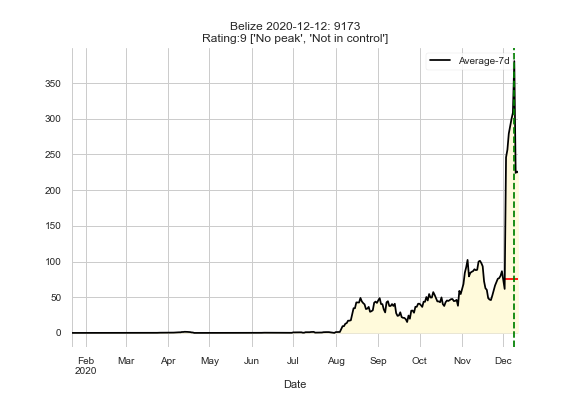 Belize 2020-12-12: 9173
Rating:9 ['No peak', 'Not in control']
Average-7d
350
300
250
200
150
100
50
0
Feb Mar Apr May Jun Jul Aug Sep Oct Nov Dec
2020
Date